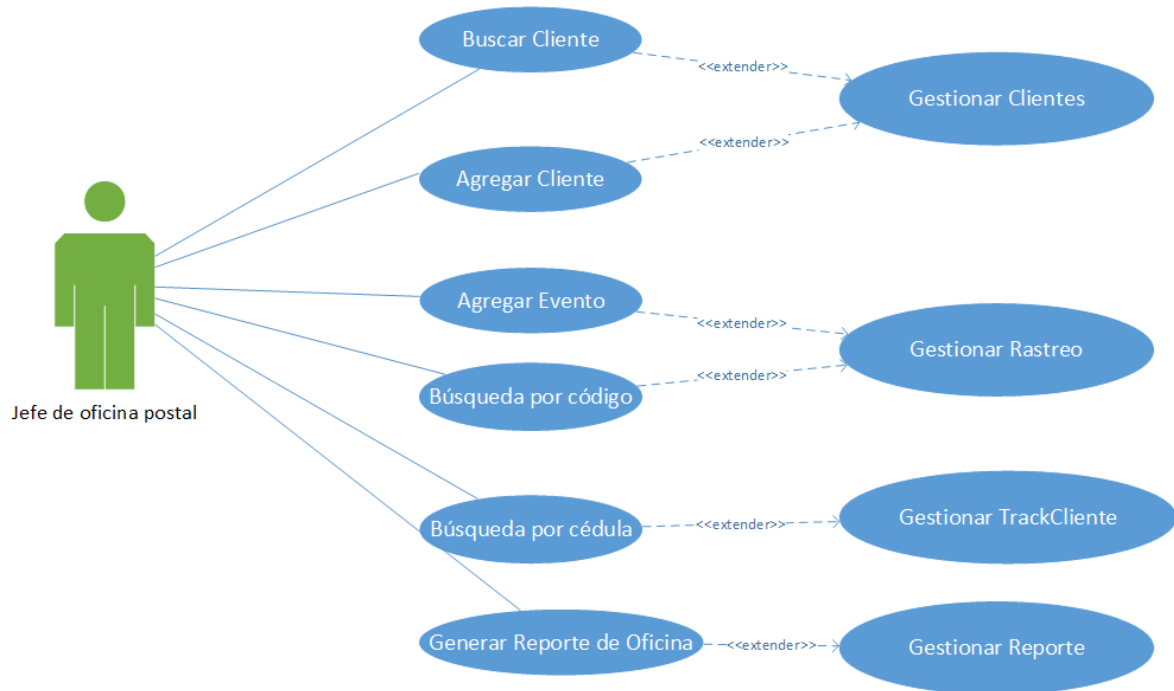 Buscar Cliente
<<extender>>
Gestionar Clientes
<<extender>>
Agregar Cliente
Agregar Evento
<<extender>>
Gestionar Rastreo
<<extender>>
Búsqueda por código
Jefe de oficina postal
Búsqueda por cédula
<<extender>>
Gestionar TrackCliente
Generar Reporte de Oficina
<<extender>>
Gestionar Reporte